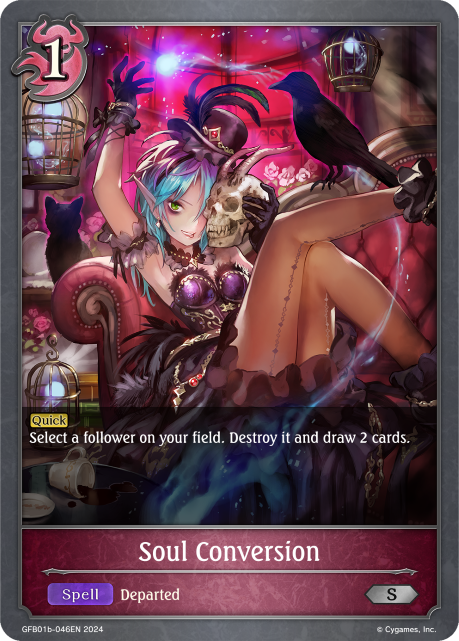 1
Quick
Select a follower on your field. Destroy it and draw 2 cards.
Soul Conversion
Spell Departed S
GFB01b-046EN 2024 © Cygames, Inc.